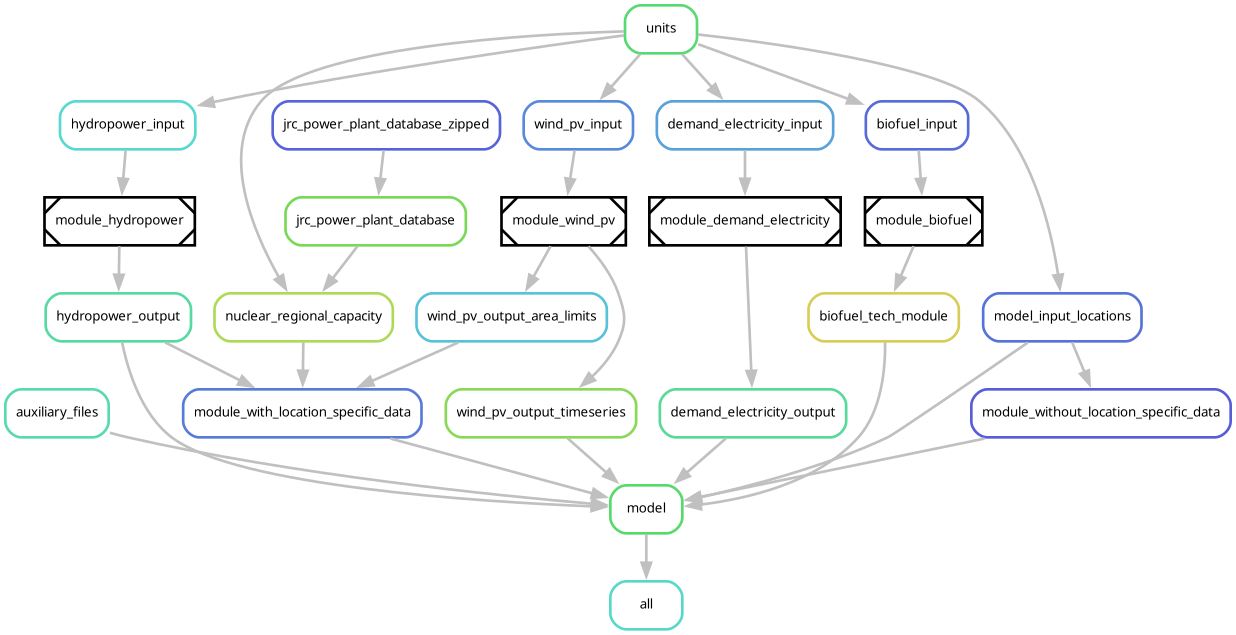 units
hydropower_input
jrc_power_plant_database_zipped
wind_pv_input
demand_electricity_input
biofuel_input
module_hydropower
jrc_power_plant_database
module_wind_pv
module_demand_electricity
module_biofuel
hydropower_output
nuclear_regional_capacity
wind_pv_output_area_limits
biofuel_tech_module
model_input_locations
auxiliary_files
module_with_location_specific_data
wind_pv_output_timeseries
demand_electricity_output
module_without_location_specific_data
model
all